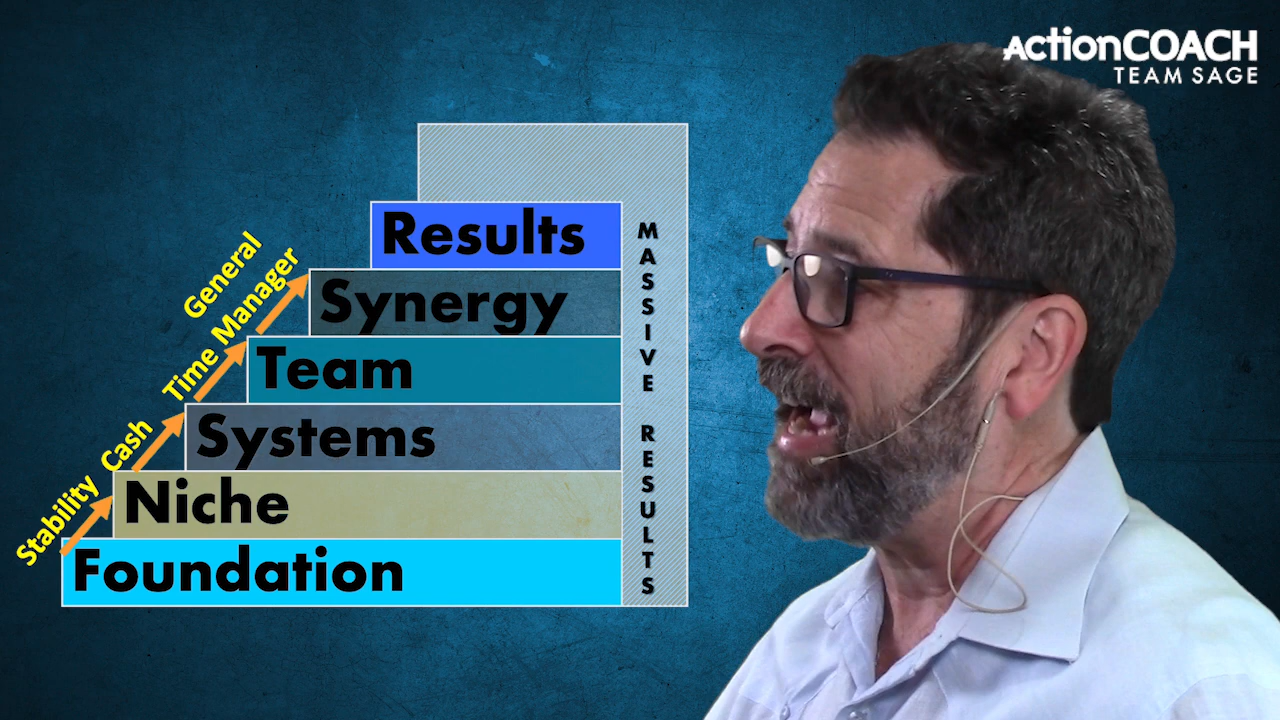 ActionCOACH
TEAM SAGE
Results
Synergy
Team
Systems
Niche
Foundation
MASSIVE RESULTS
Stability
Cash
Time
General
Manager